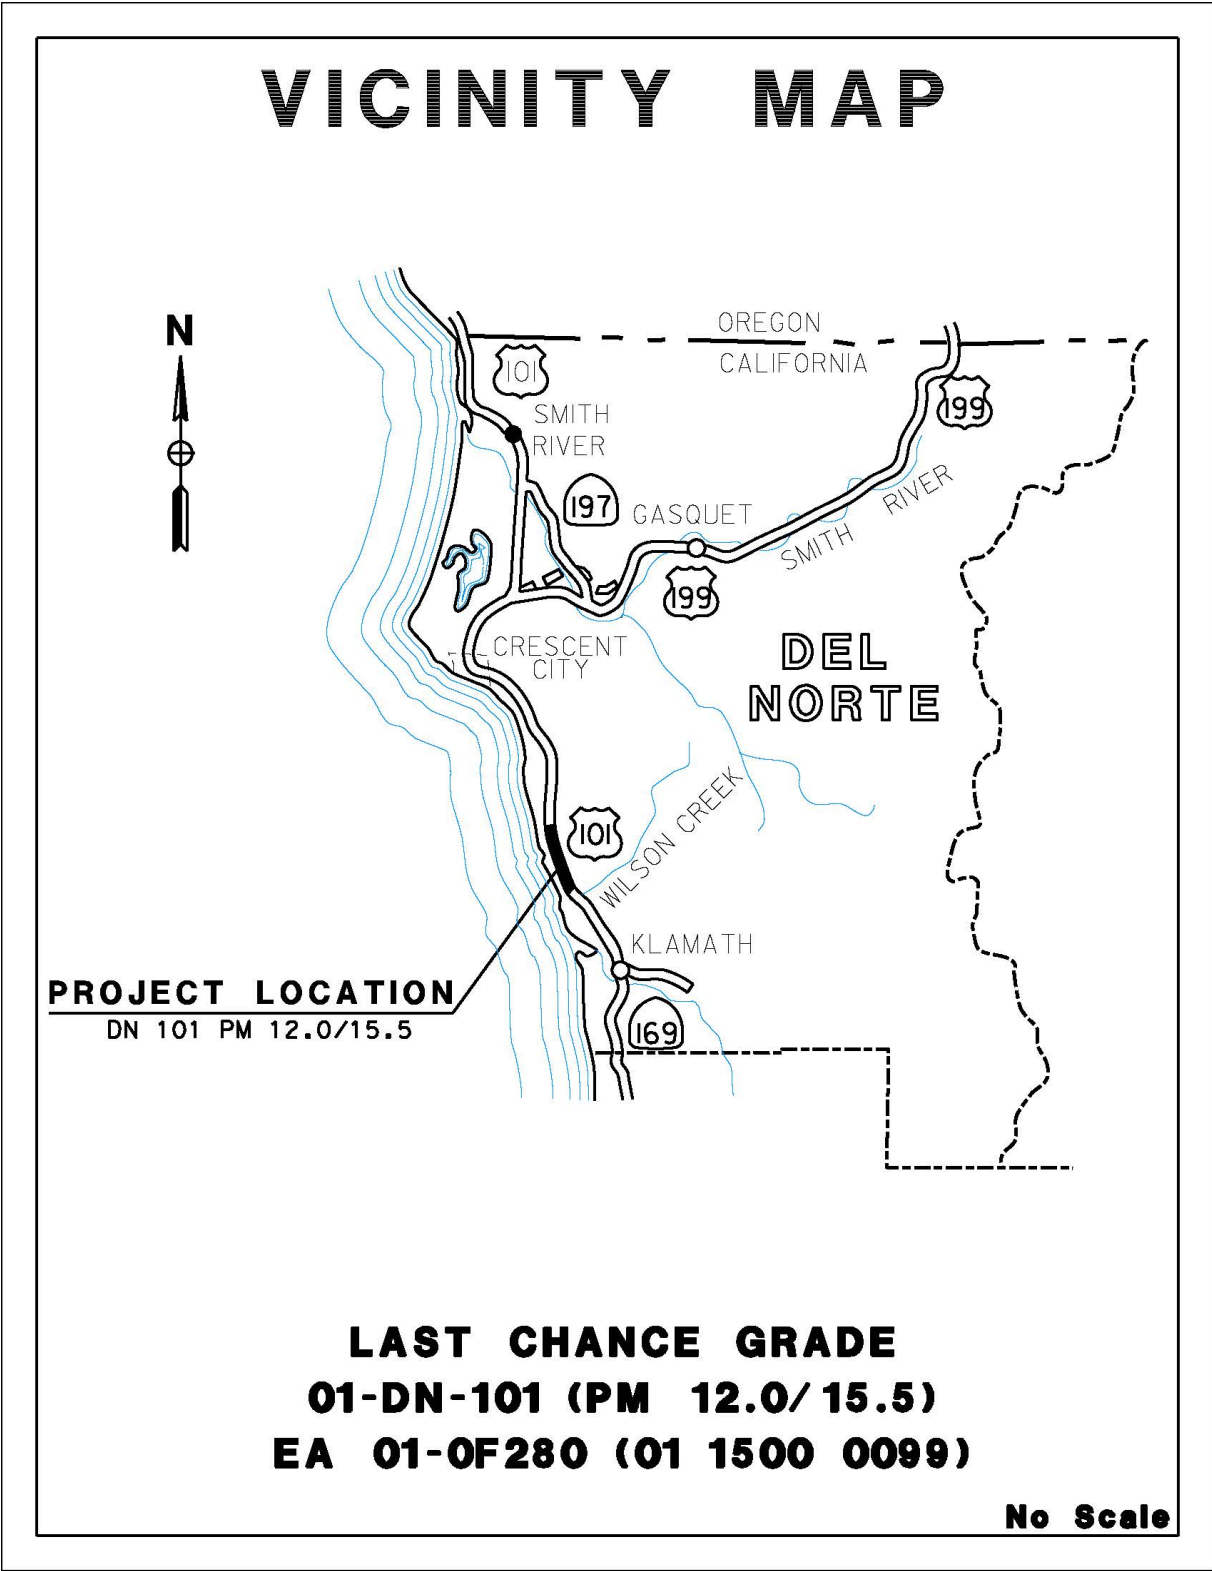 VICINITY MAP
N
OREGON
CALIFORNIA
101
199
SMITH
RIVER
197
GASQUET
SMITH RIVER
199
CRESCENT
CITY
DEL
NORTE
101
WILSON CREEK
KLAMATH
PROJECT LOCATION
DN 101 PM 12.0/15.5
169
LAST CHANCE GRADE
01-DN-101 (PM 12.0/15.5)
EA 01-0F280 (01 1500 0099)
No Scale